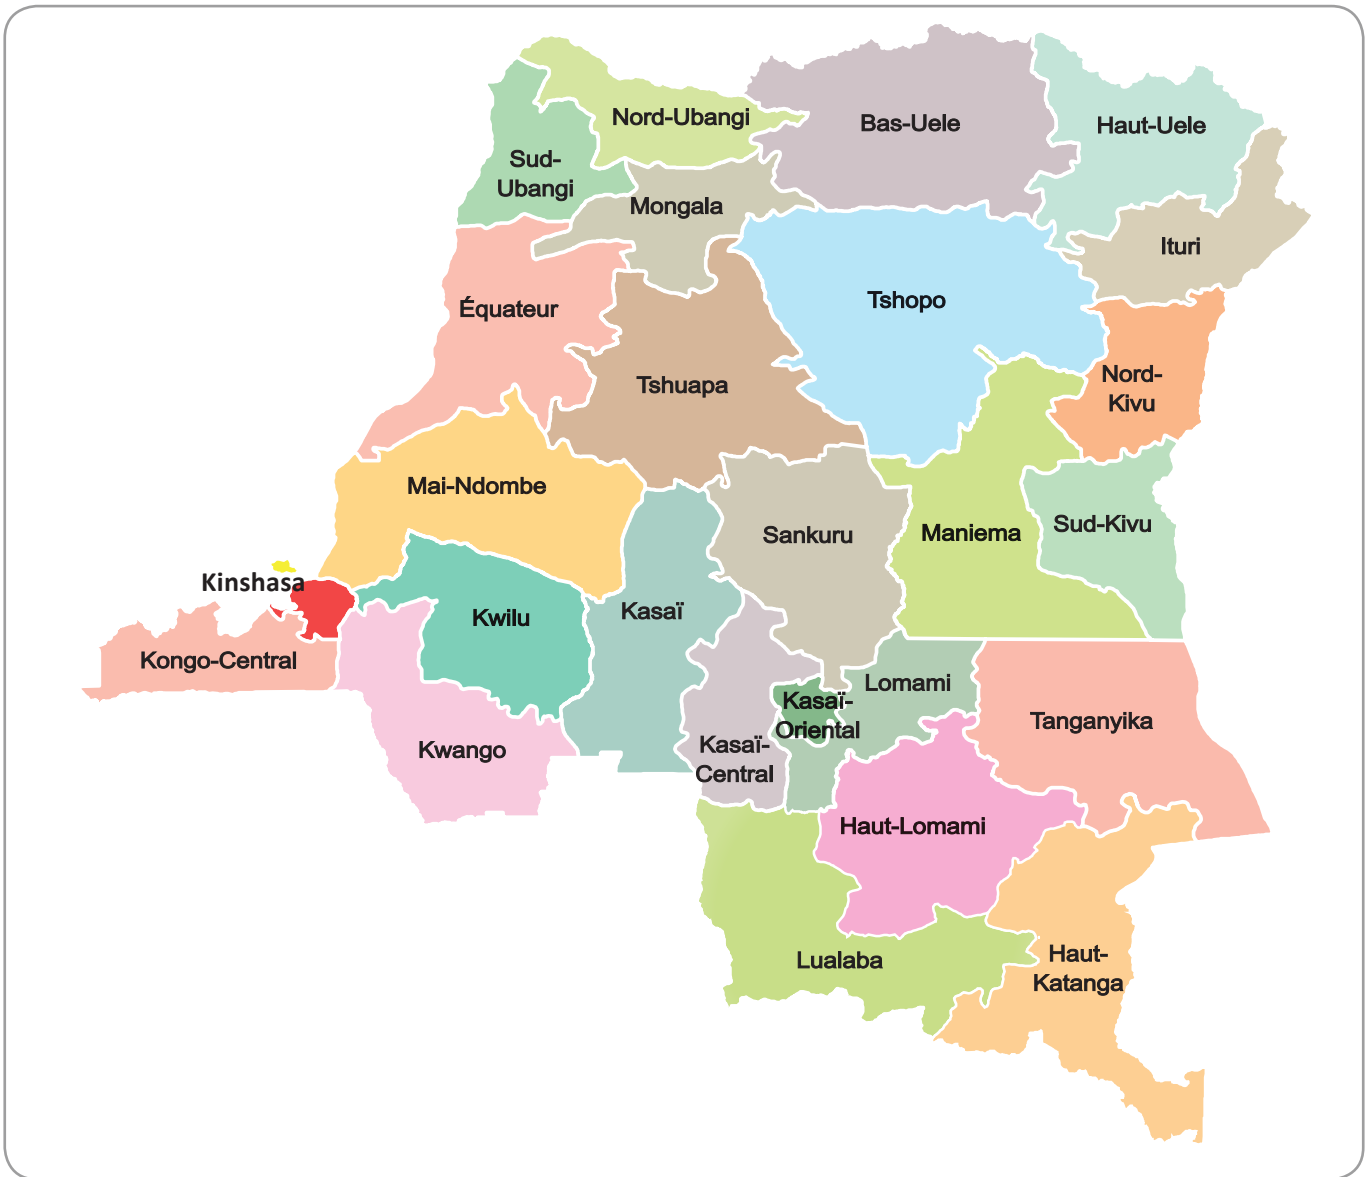 Nord-Ubangi
Bas-Uele
Haut-Uele
Sud-
Ubangi
Mongala
Ituri
Équateur
Tshopo
Tshuapa
Nord-
Kivu
Mai-Ndombe
Sankuru
Maniema
Sud-Kivu
Kinshasa
Kwilu
Kasaï
Kongo-Central
Lomami
Kasaï-
Oriental
Tanganyika
Kwango
Kasaï-
Central
Haut-Lomami
Lualaba
Haut-
Katanga